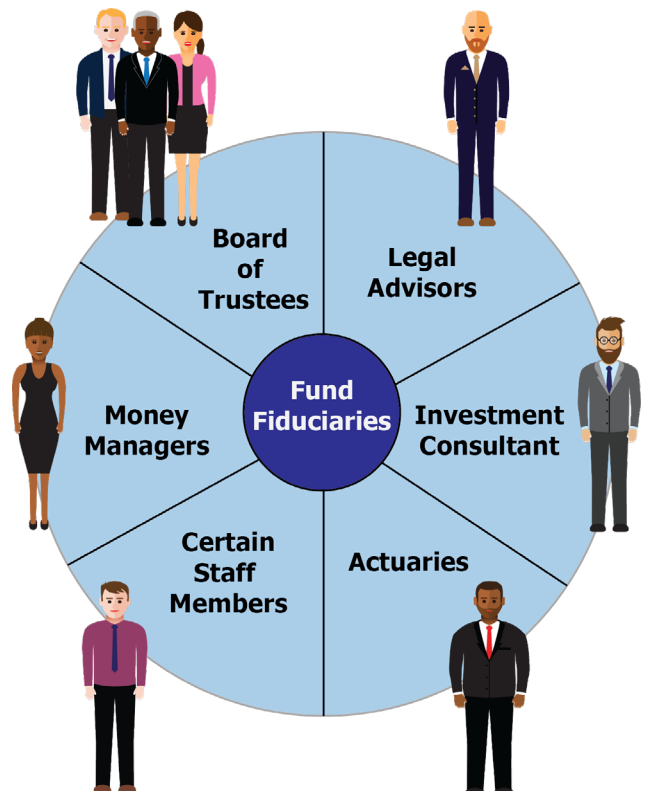 Board
of
Trustees
Legal
Advisors
Fund
Fiduciaries
Money
Managers
Investment
Consultant
Certain
Staff
Members
Actuaries